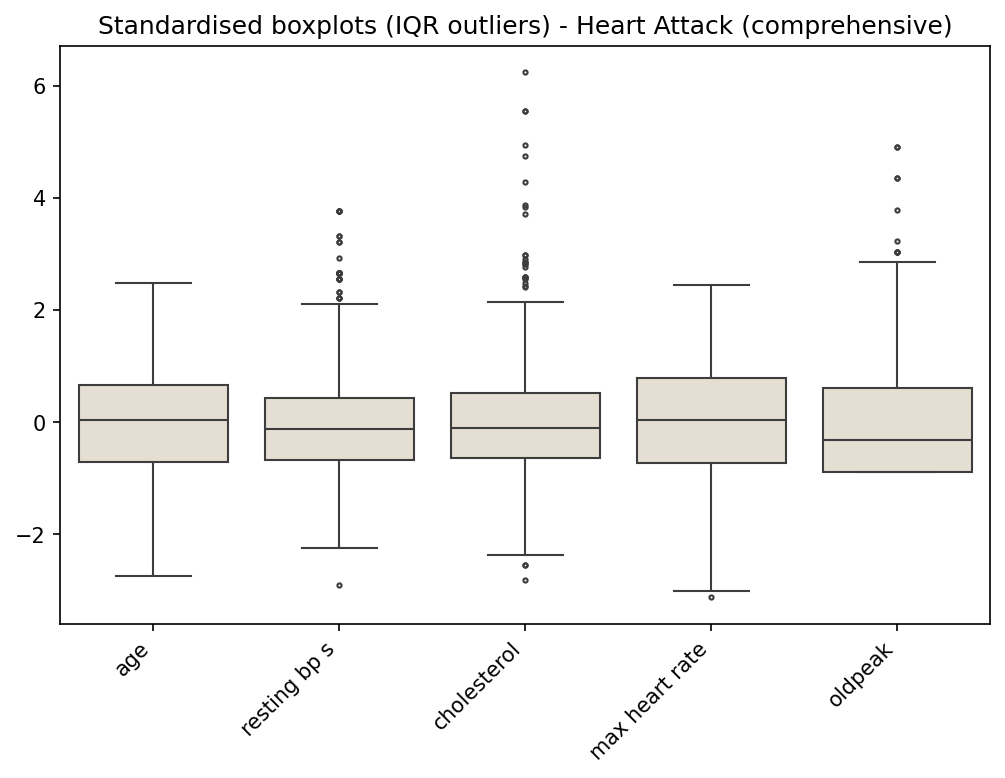 Standardised boxplots (IQR outliers) - Heart Attack (comprehensive)
6
4
2
0
−2
age
resting bp s
cholesterol
max heart rate
oldpeak